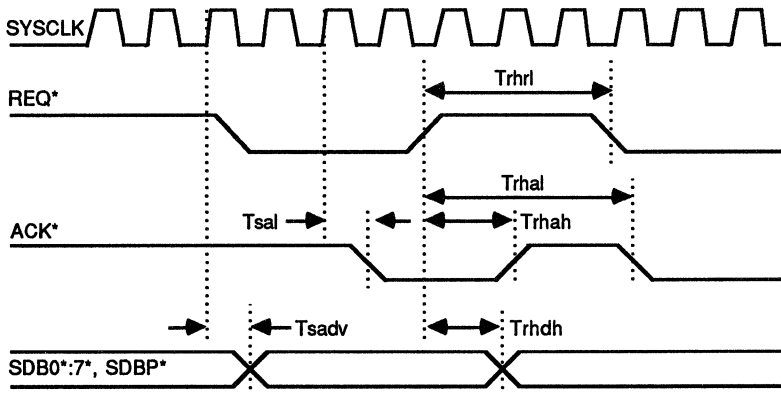 SYSCLK
Trhrl
REQ*
Trhal
Tsal
Trhah
ACK*
Tsadv
Trhdh
SDB0*:7*, SDBP*